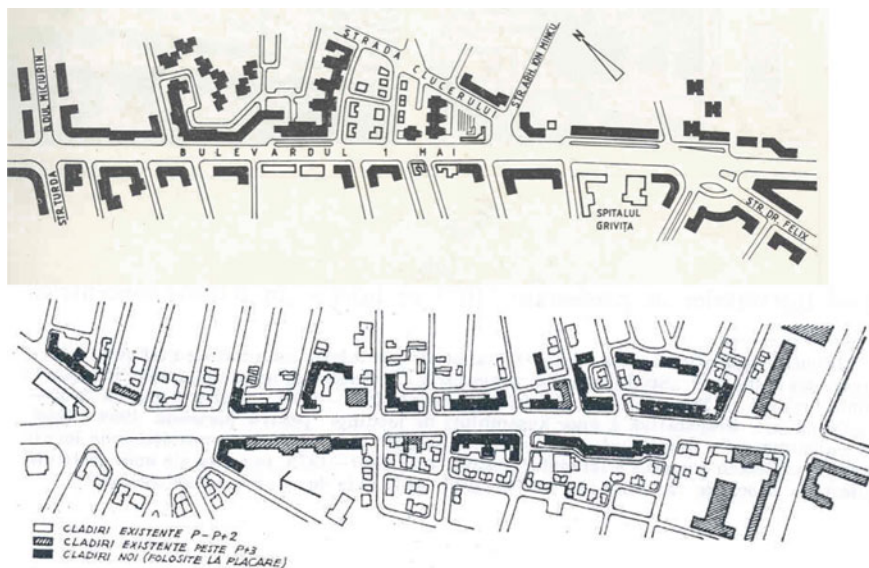 STRADA
CLUCERULUI
STR. ARH. ION MINCU
N
B.DUL MICIURIN
BULEVARDUL 1 MAI
STR. TURDA
SPITALUL
GRIVIȚA
STR. DR. FELIX
CLADIRI EXISTENTE P-P+2
CLADIRI EXISTENTE PESTE P+3
CLADIRI NOI (FOLOSITE LA PLACARE)